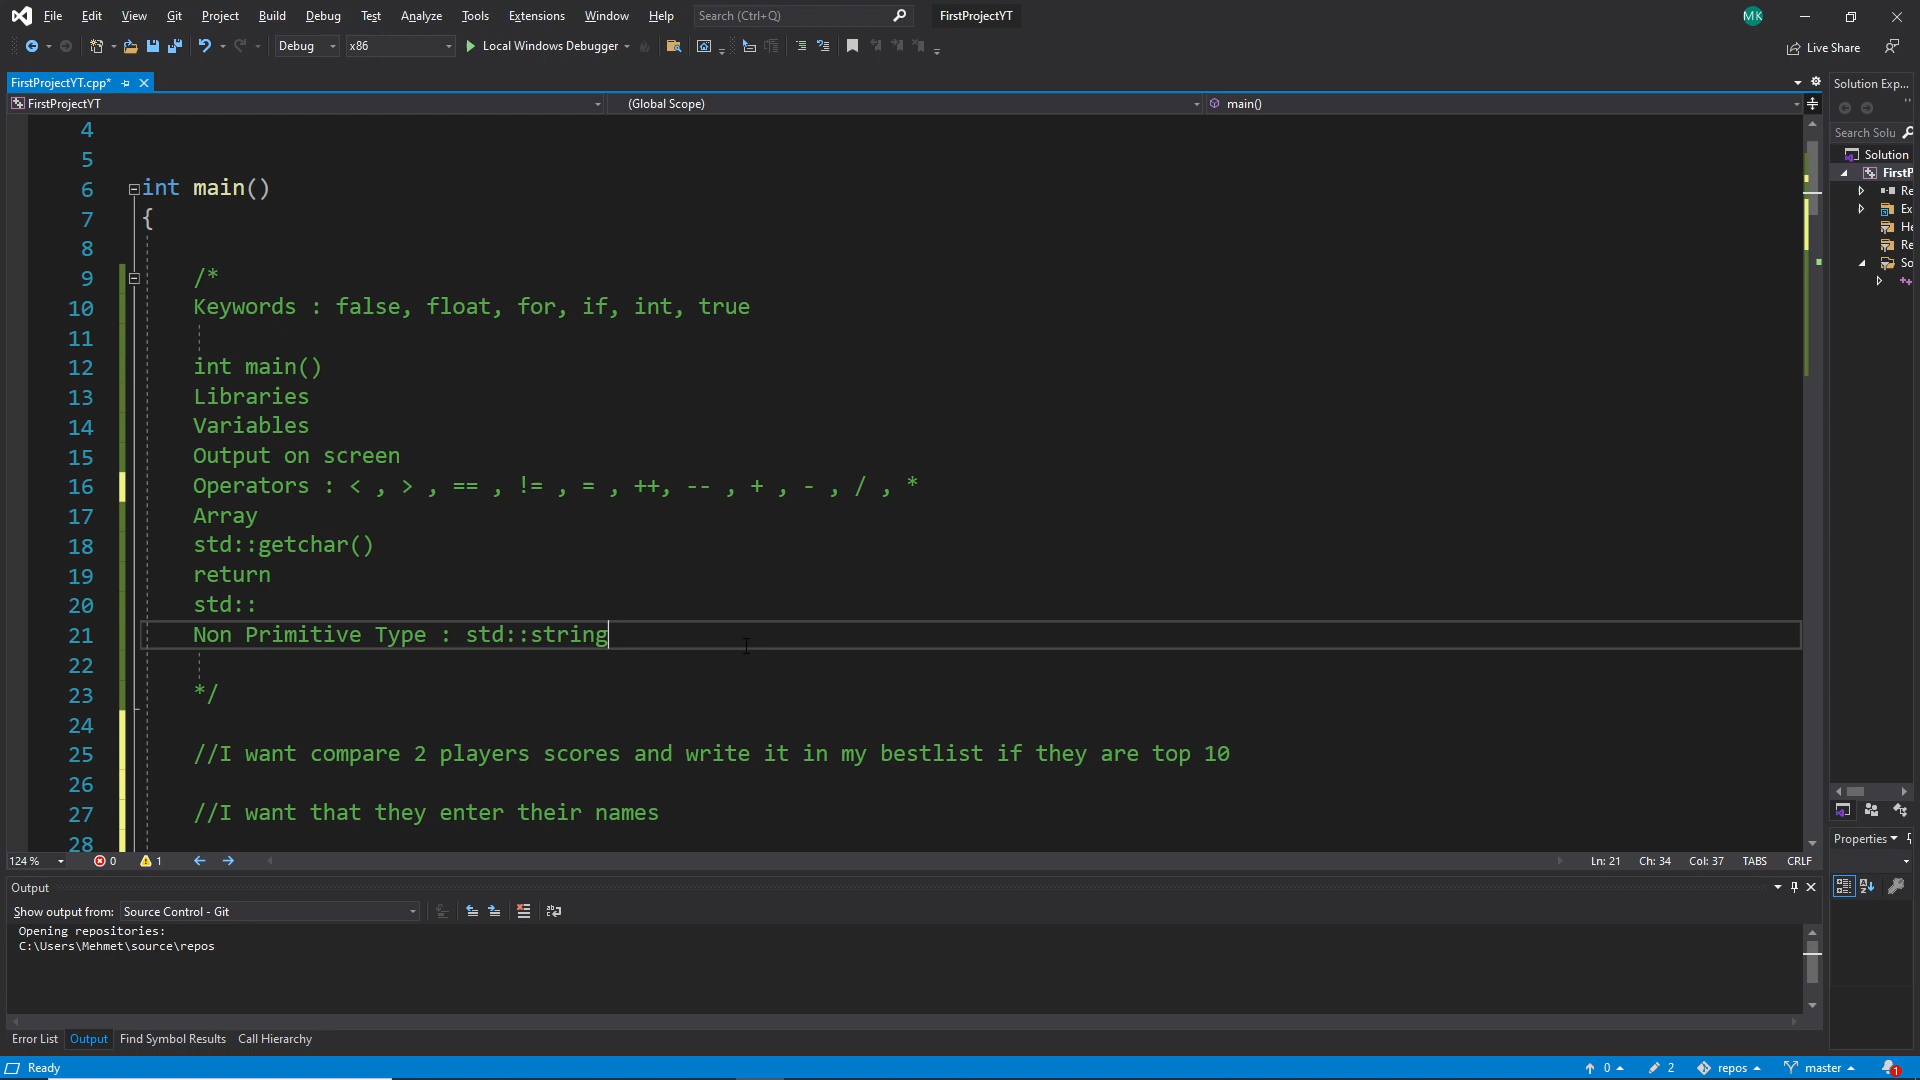 File Edit View Git Project Build Debug Test Analyze Tools Extensions Window Help Search (Ctrl+Q) FirstProjectYT MK
Debug x86 Local Windows Debugger Live Share
FirstProjectYT.cpp*
FirstProjectYT (Global Scope) main()
4
5
6 int main()
7 {
8
9 /*
10 Keywords : false, float, for, if, int, true
11
12 int main()
13 Libraries
14 Variables
15 Output on screen
16 Operators : < , > , == , != , = , ++, -- , + , - , / , *
17 Array
18 std::getchar()
19 return
20 std::
21 Non Primitive Type : std::string
22
23 */
24
25 //I want compare 2 players scores and write it in my bestlist if they are top 10
26
27 //I want that they enter their names
28
124 % 0 1 Ln: 21 Ch: 34 Col: 37 TABS CRLF
Output
Show output from: Source Control - Git
Opening repositories:
C:\Users\Mehmet\source\repos
Error List Output Find Symbol Results Call Hierarchy
Ready 0 2 repos master 1
Solution Exp...
Search Solu
Solution
FirstP
Re
Ex
He
Re
So
Properties